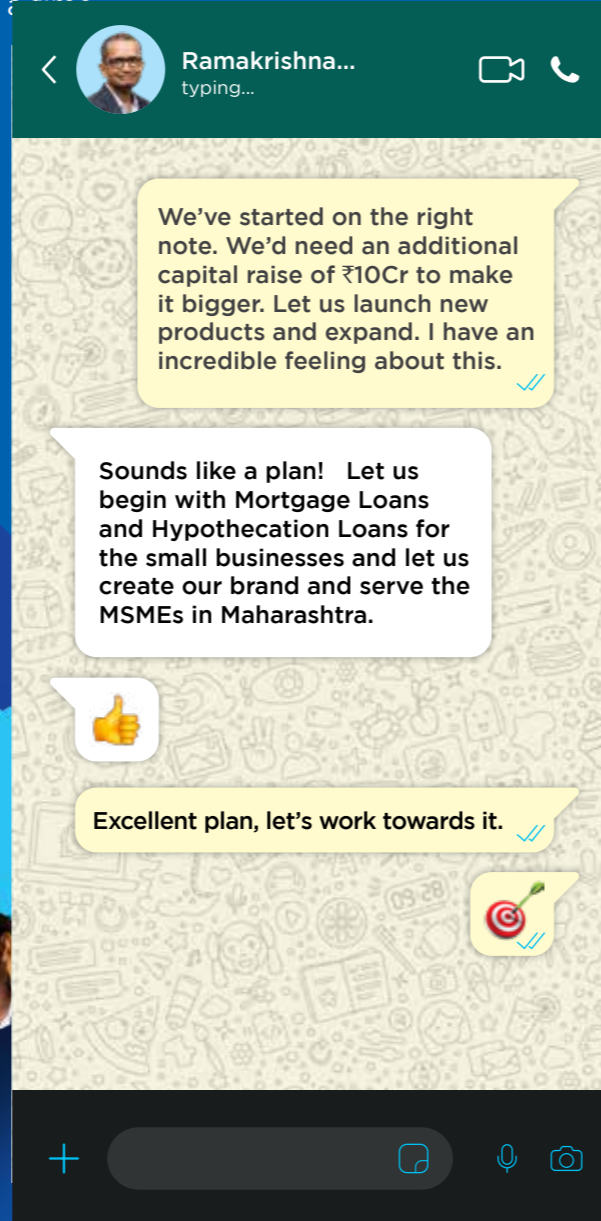 Ramakrishna...
typing...
We’ve started on the right
note. We’d need an additional
capital raise of ₹10Cr to make
it bigger. Let us launch new
products and expand. I have an
incredible feeling about this.
Sounds like a plan! Let us
begin with Mortgage Loans
and Hypothecation Loans for
the small businesses and let us
create our brand and serve the
MSMEs in Maharashtra.
Excellent plan, let’s work towards it.
09:28